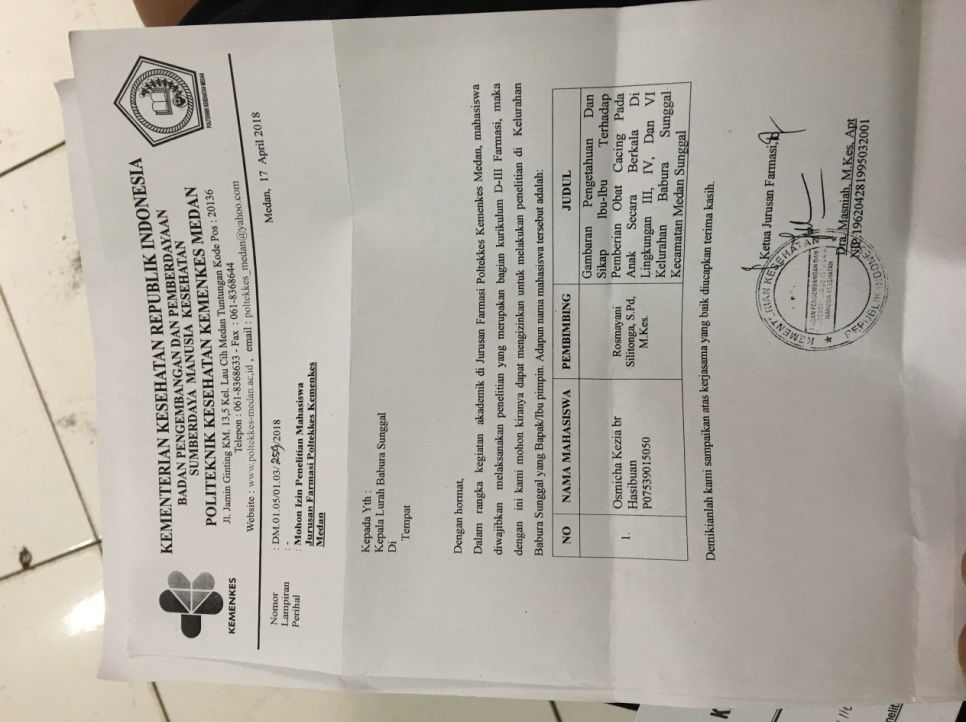 KEMENTERIAN KESEHATAN REPUBLIK INDONESIA
BADAN PENGEMBANGAN DAN PEMBERDAYAAN
SUMBERDAYA MANUSIA KESEHATAN
POLITEKNIK KESEHATAN KEMENKES MEDAN
Jl. Jamin Ginting KM. 13,5 Kel. Lau Cih Medan Tuntungan Kode Pos : 20136
Telepon : 061-8368633 - Fax : 061-8368644
Website : www.poltekkes-medan.ac.id , email : poltekkes_medan@yahoo.com
KEMENKES
POLTEKNIK KESEHATAN MEDAN
Medan, 17 April 2018
Nomor : DM.01.05/01.03/259/2018
Lampiran : -
Perihal : Mohon Izin Penelitian Mahasiswa
Jurusan Farmasi Poltekkes Kemenkes
Medan
Kepada Yth :
Kepala Lurah Babura Sunggal
Di
Tempat
Dengan hormat,
Dalam rangka kegiatan akademik di Jurusan Farmasi Poltekkes Kemenkes Medan, mahasiswa
diwajibkan melaksanakan penelitian yang merupakan bagian kurikulum D-III Farmasi, maka
dengan ini kami mohon kiranya dapat mengizinkan untuk melakukan penelitian di Kelurahan
Babura Sunggal yang Bapak/Ibu pimpin. Adapun nama mahasiswa tersebut adalah:
NO NAMA MAHASISWA PEMBIMBING JUDUL
1. Osmicha Kezia br
Hasibuan
P07539015050
Rosmayani
Silitonga, S.Pd,
M.Kes.
Gambaran Pengetahuan Dan
Sikap Ibu-Ibu Terhadap
Pemberian Obat Cacing Pada
Anak Secara Berkala Di
Lingkungan III, IV, Dan VI
Kelurahan Babura Sunggal
Kecamatan Medan Sunggal
Demikianlah kami sampaikan atas kerjasama yang baik diucapkan terima kasih.
Ketua Jurusan Farmasi,
KEMENTERIAN KESEHATAN
REPUBLIK INDONESIA
Dra. Masniah, M.Kes, Apt
NIP. 196204281995032001